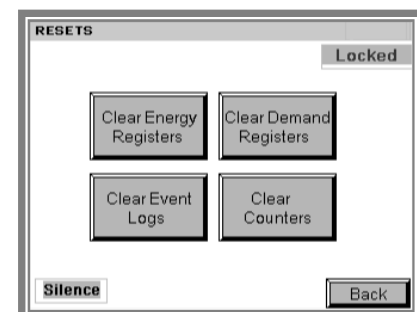 RESETS
Locked
Clear Energy
Registers
Clear Demand
Registers
Clear Event
Logs
Clear
Counters
Silence
Back